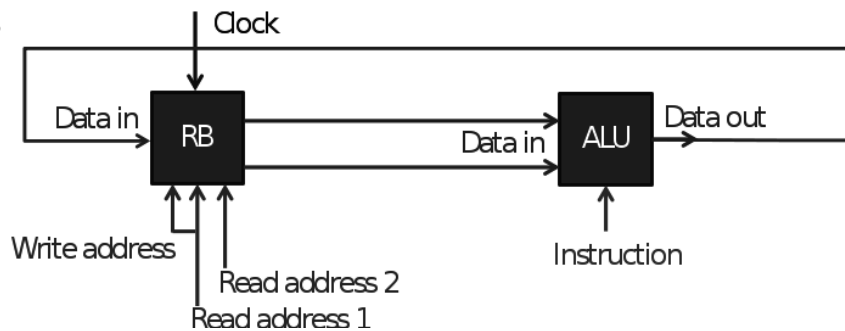 Clock
Data in
RB
Data in
ALU
Data out
Write address
Instruction
Read address 2
Read address 1